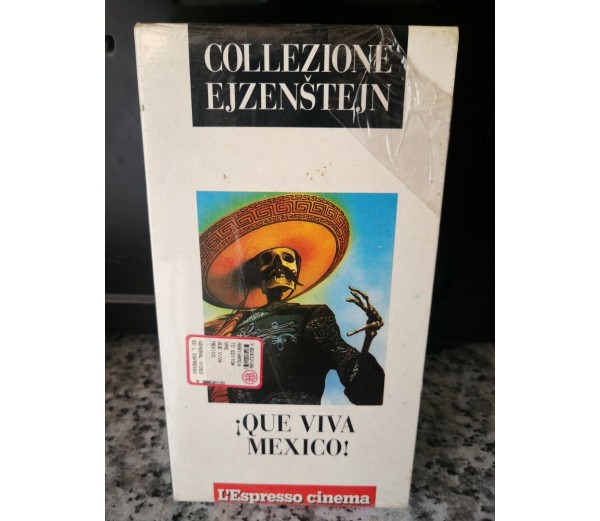 COLLEZIONE
EJZENŠTEJN
¡QUE VIVA
MEXICO!
L'Espresso cinema